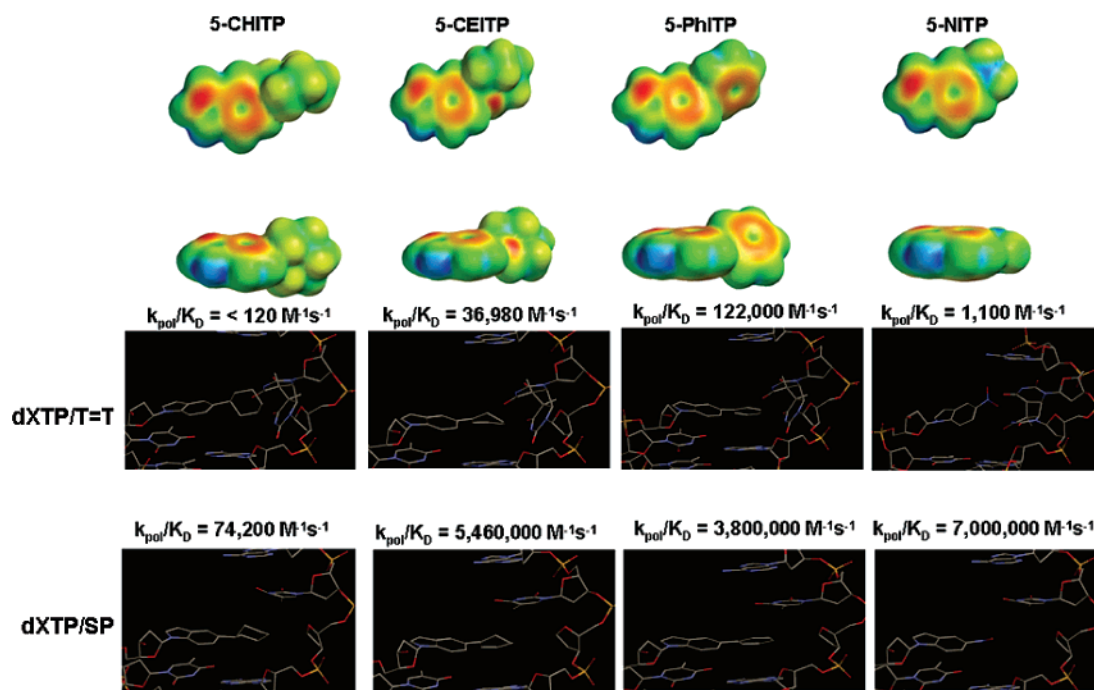 5-CHITP 5-CEITP 5-PhITP 5-NITP
kpol/KD = < 120 M-1s-1 kpol/KD = 36,980 M-1s-1 kpol/KD = 122,000 M-1s-1 kpol/KD = 1,100 M-1s-1
dXTP/T=T
kpol/KD = 74,200 M-1s-1 kpol/KD = 5,460,000 M-1s-1 kpol/KD = 3,800,000 M-1s-1 kpol/KD = 7,000,000 M-1s-1
dXTP/SP